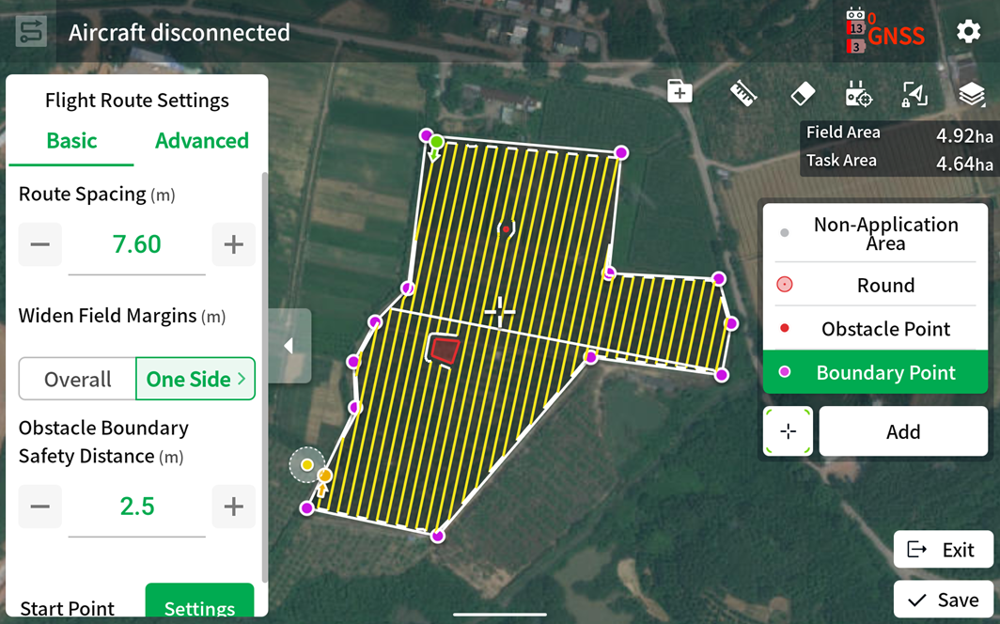 Aircraft disconnected
0
13
GNSS
3
Flight Route Settings
Basic
Advanced
Field Area
4.92ha
Task Area
4.64ha
Route Spacing (m)
7.60
Non-Application
Area
Round
Obstacle Point
Boundary Point
Add
Widen Field Margins (m)
Overall
One Side
Obstacle Boundary
Safety Distance (m)
2.5
Start Point
Settings
Exit
Save